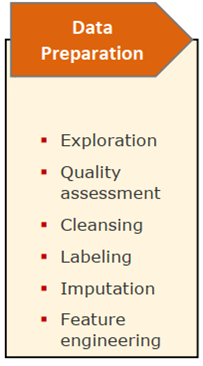 Data
Preparation
▪ Exploration
▪ Quality
assessment
▪ Cleansing
▪ Labeling
▪ Imputation
▪ Feature
engineering